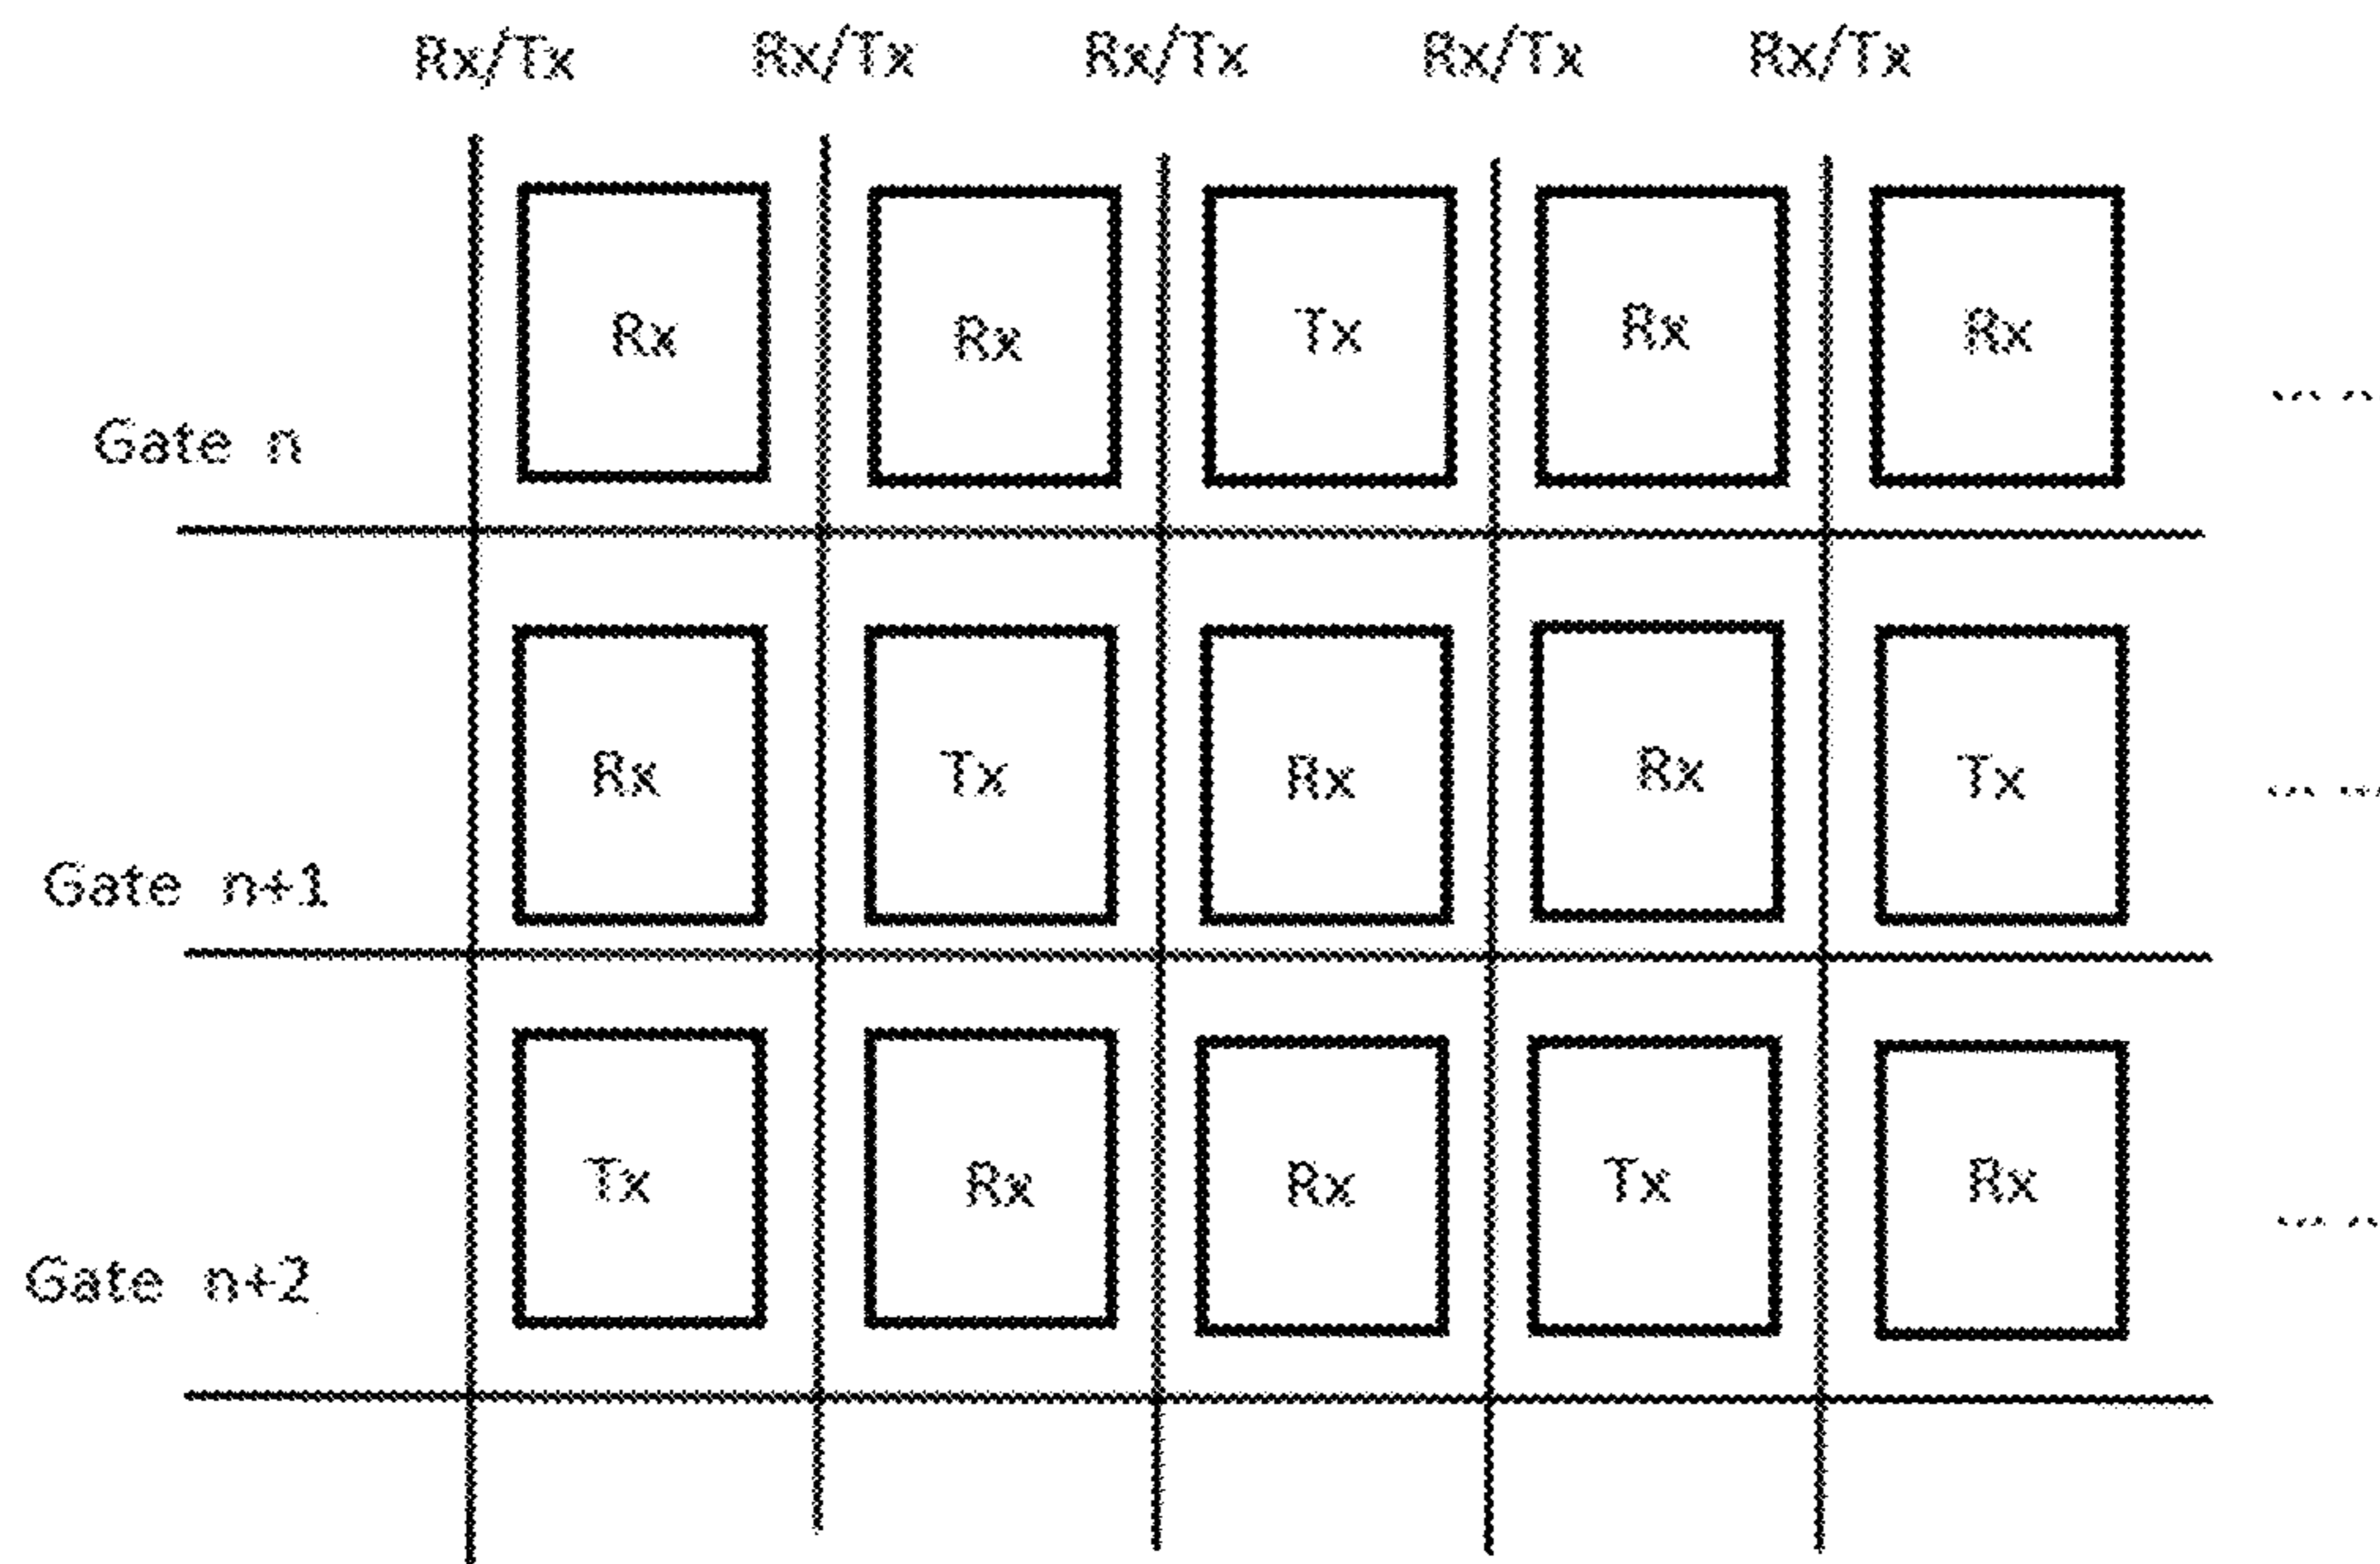 Rx/Tx Rx/Tx Rx/Tx Rx/Tx Rx/Tx
Rx Rx Tx Rx Rx
Gate n
Rx Tx Rx Rx Tx
Gate n+1
Tx Rx Rx Tx Rx
Gate n+2